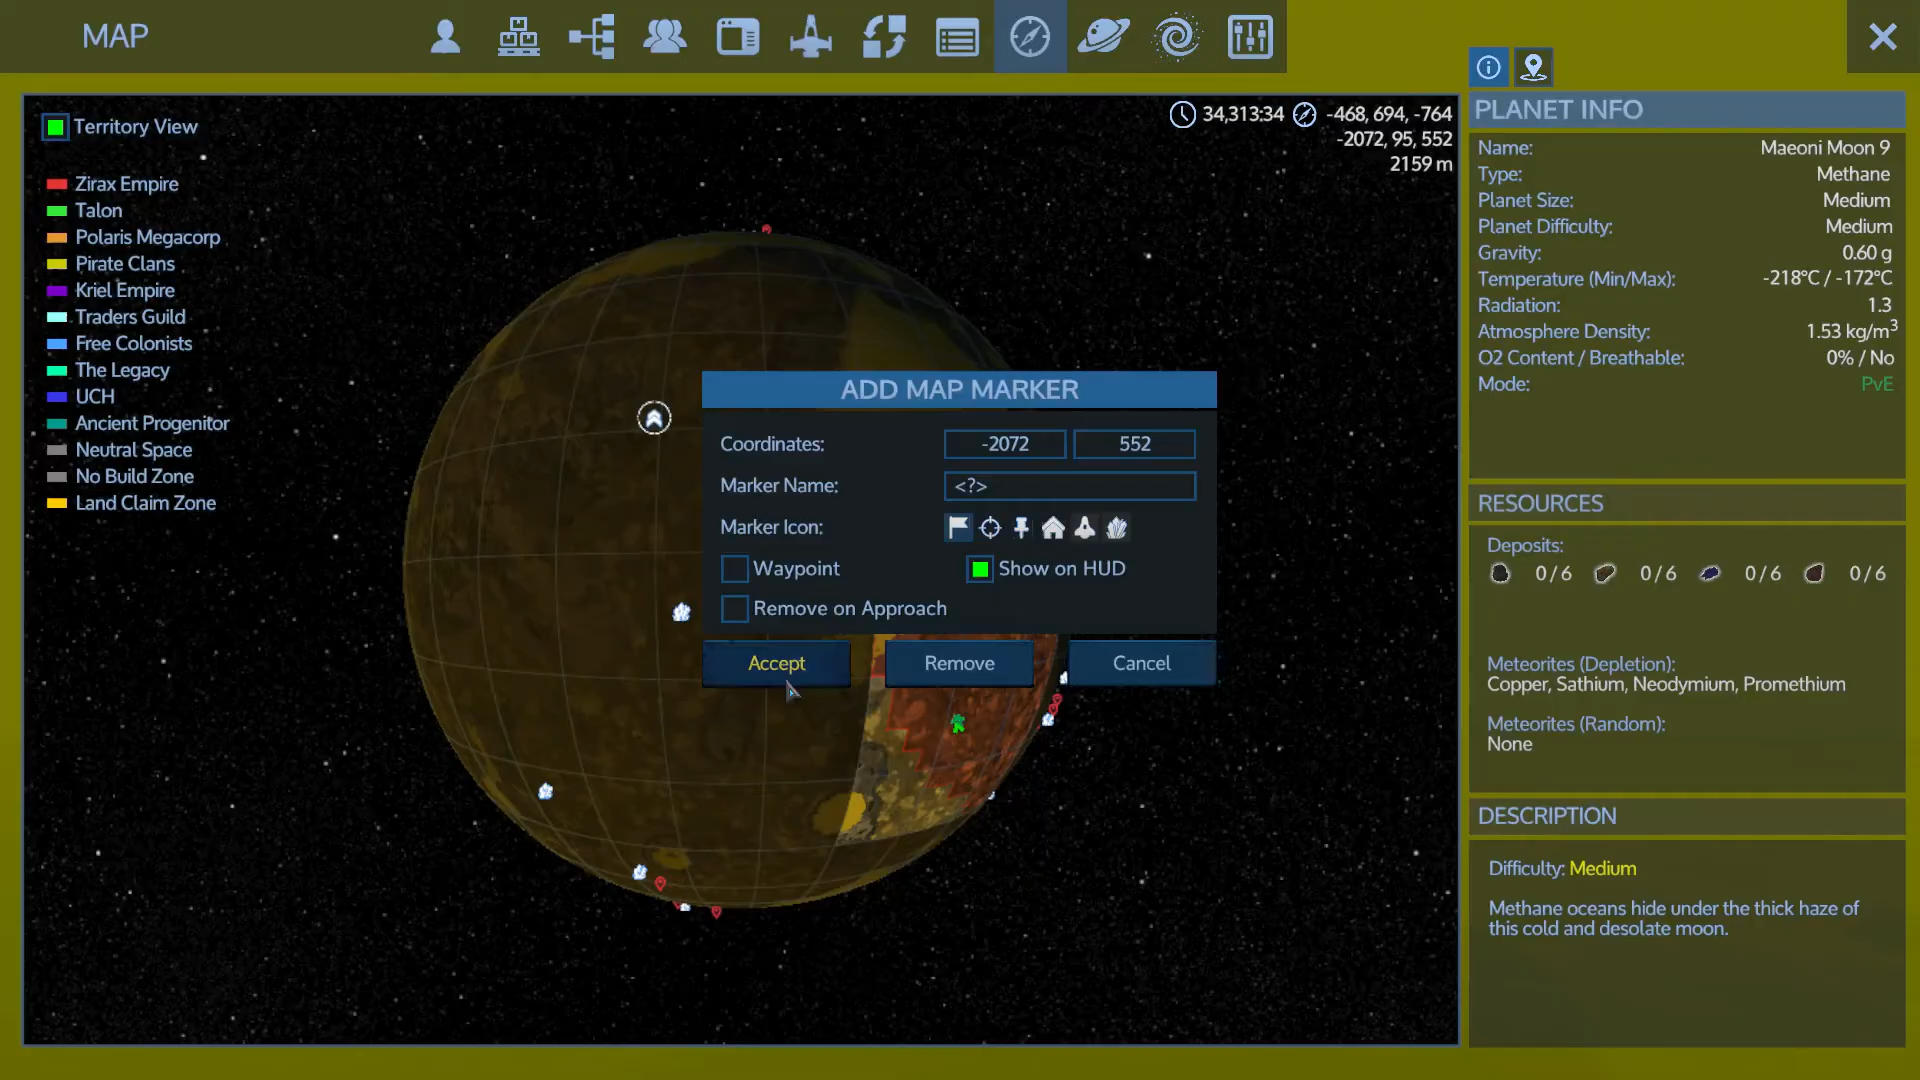 MAP
Territory View
Zirax Empire
Talon
Polaris Megacorp
Pirate Clans
Kriel Empire
Traders Guild
Free Colonists
The Legacy
UCH
Ancient Progenitor
Neutral Space
No Build Zone
Land Claim Zone
34,313:34 -468, 694, -764
-2072, 95, 552
2159 m
ADD MAP MARKER
Coordinates: -2072 552
Marker Name: <?>
Marker Icon:
Waypoint Show on HUD
Remove on Approach
Accept Remove Cancel
PLANET INFO
Name: Maeoni Moon 9
Type: Methane
Planet Size: Medium
Planet Difficulty: Medium
Gravity: 0.60 g
Temperature (Min/Max): -218°C / -172°C
Radiation: 1.3
Atmosphere Density: 1.53 kg/m³
O2 Content / Breathable: 0% / No
Mode: PvE
RESOURCES
Deposits:
0/6 0/6 0/6 0/6
Meteorites (Depletion):
Copper, Sathium, Neodymium, Promethium
Meteorites (Random):
None
DESCRIPTION
Difficulty: Medium
Methane oceans hide under the thick haze of
this cold and desolate moon.